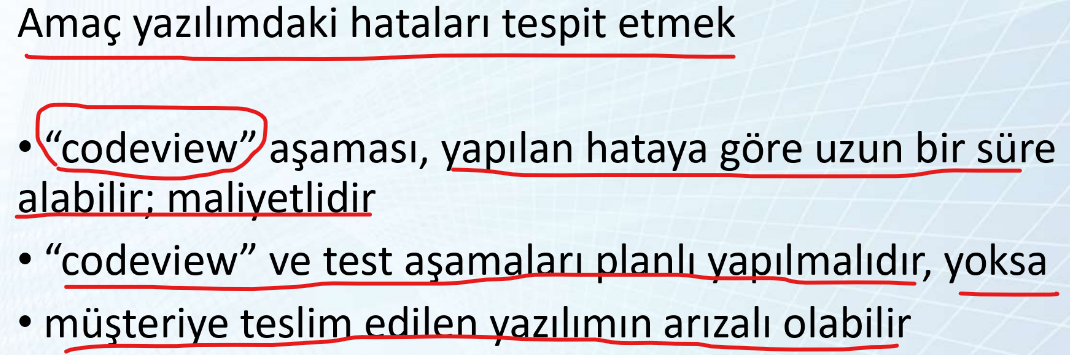 Amaç yazılımdaki hataları tespit etmek
• “codeview” aşaması, yapılan hataya göre uzun bir süre
alabilir; maliyetlidir
• “codeview” ve test aşamaları planlı yapılmalıdır, yoksa
• müşteriye teslim edilen yazılımın arızalı olabilir